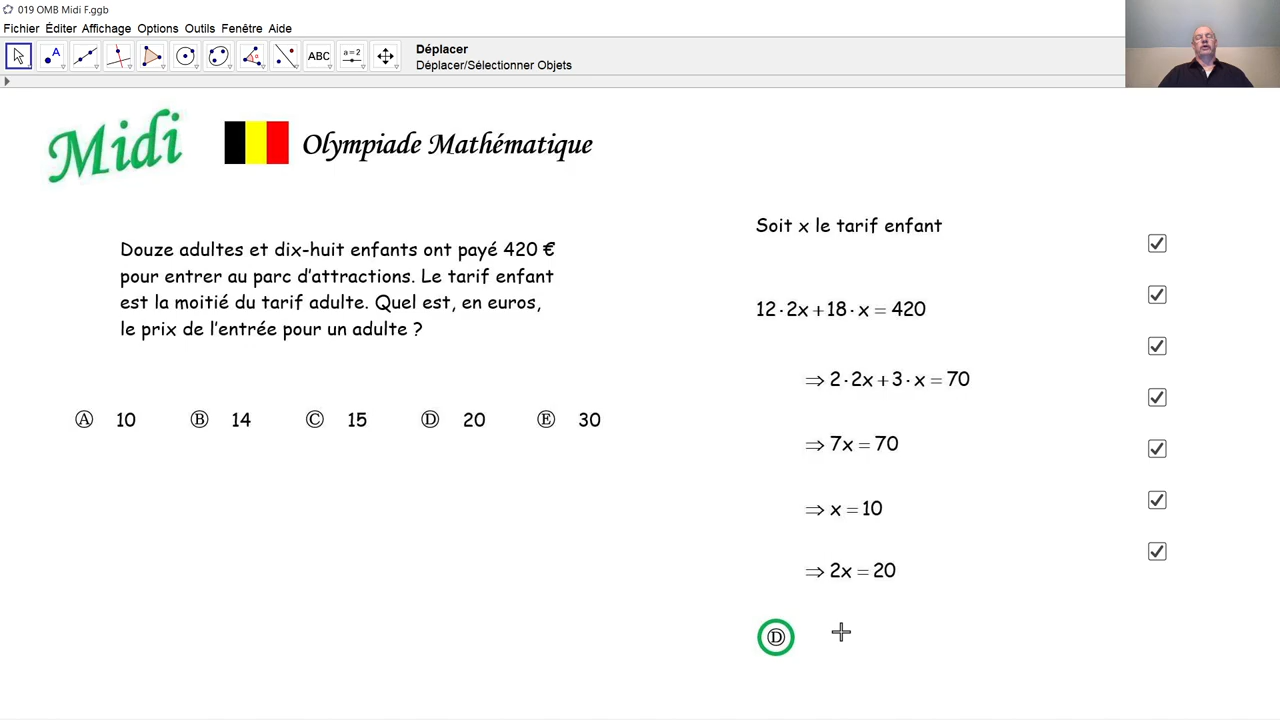 019 OMB Midi F.ggb
Fichier Éditer Affichage Options Outils Fenêtre Aide
A
ABC
a=2
Déplacer
Déplacer/Sélectionner Objets
Midi
Olympiade Mathématique
Douze adultes et dix-huit enfants ont payé 420 €
pour entrer au parc d'attractions. Le tarif enfant
est la moitié du tarif adulte. Quel est, en euros,
le prix de l'entrée pour un adulte ?
Ⓐ 10 Ⓑ 14 Ⓒ 15 Ⓓ 20 Ⓔ 30
Soit x le tarif enfant
12·2x+18·x=420
⇒2·2x+3·x=70
⇒7x=70
⇒x=10
⇒2x=20
Ⓓ